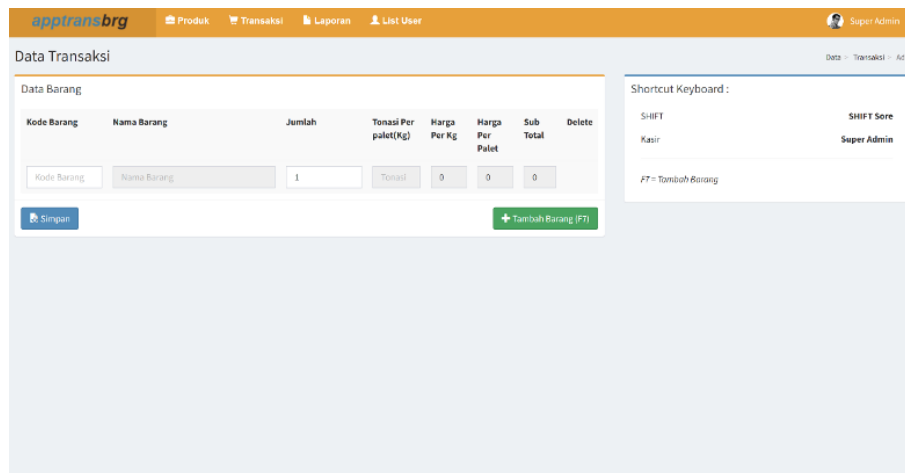 apptransbrg Produk Transaksi Laporan List User Super Admin
Data Transaksi
Data > Transaksi > Ad
Data Barang
Kode Barang Nama Barang Jumlah Tonasi Per palet(Kg) Harga Per Kg Harga Per Palet Sub Total Delete
Kode Barang Nama Barang 1 Tonasi 0 0 0
Simpan
Tambah Barang (F7)
Shortcut Keyboard :
SHIFT SHIFT Sore
Kasir Super Admin
F7 = Tambah Barang